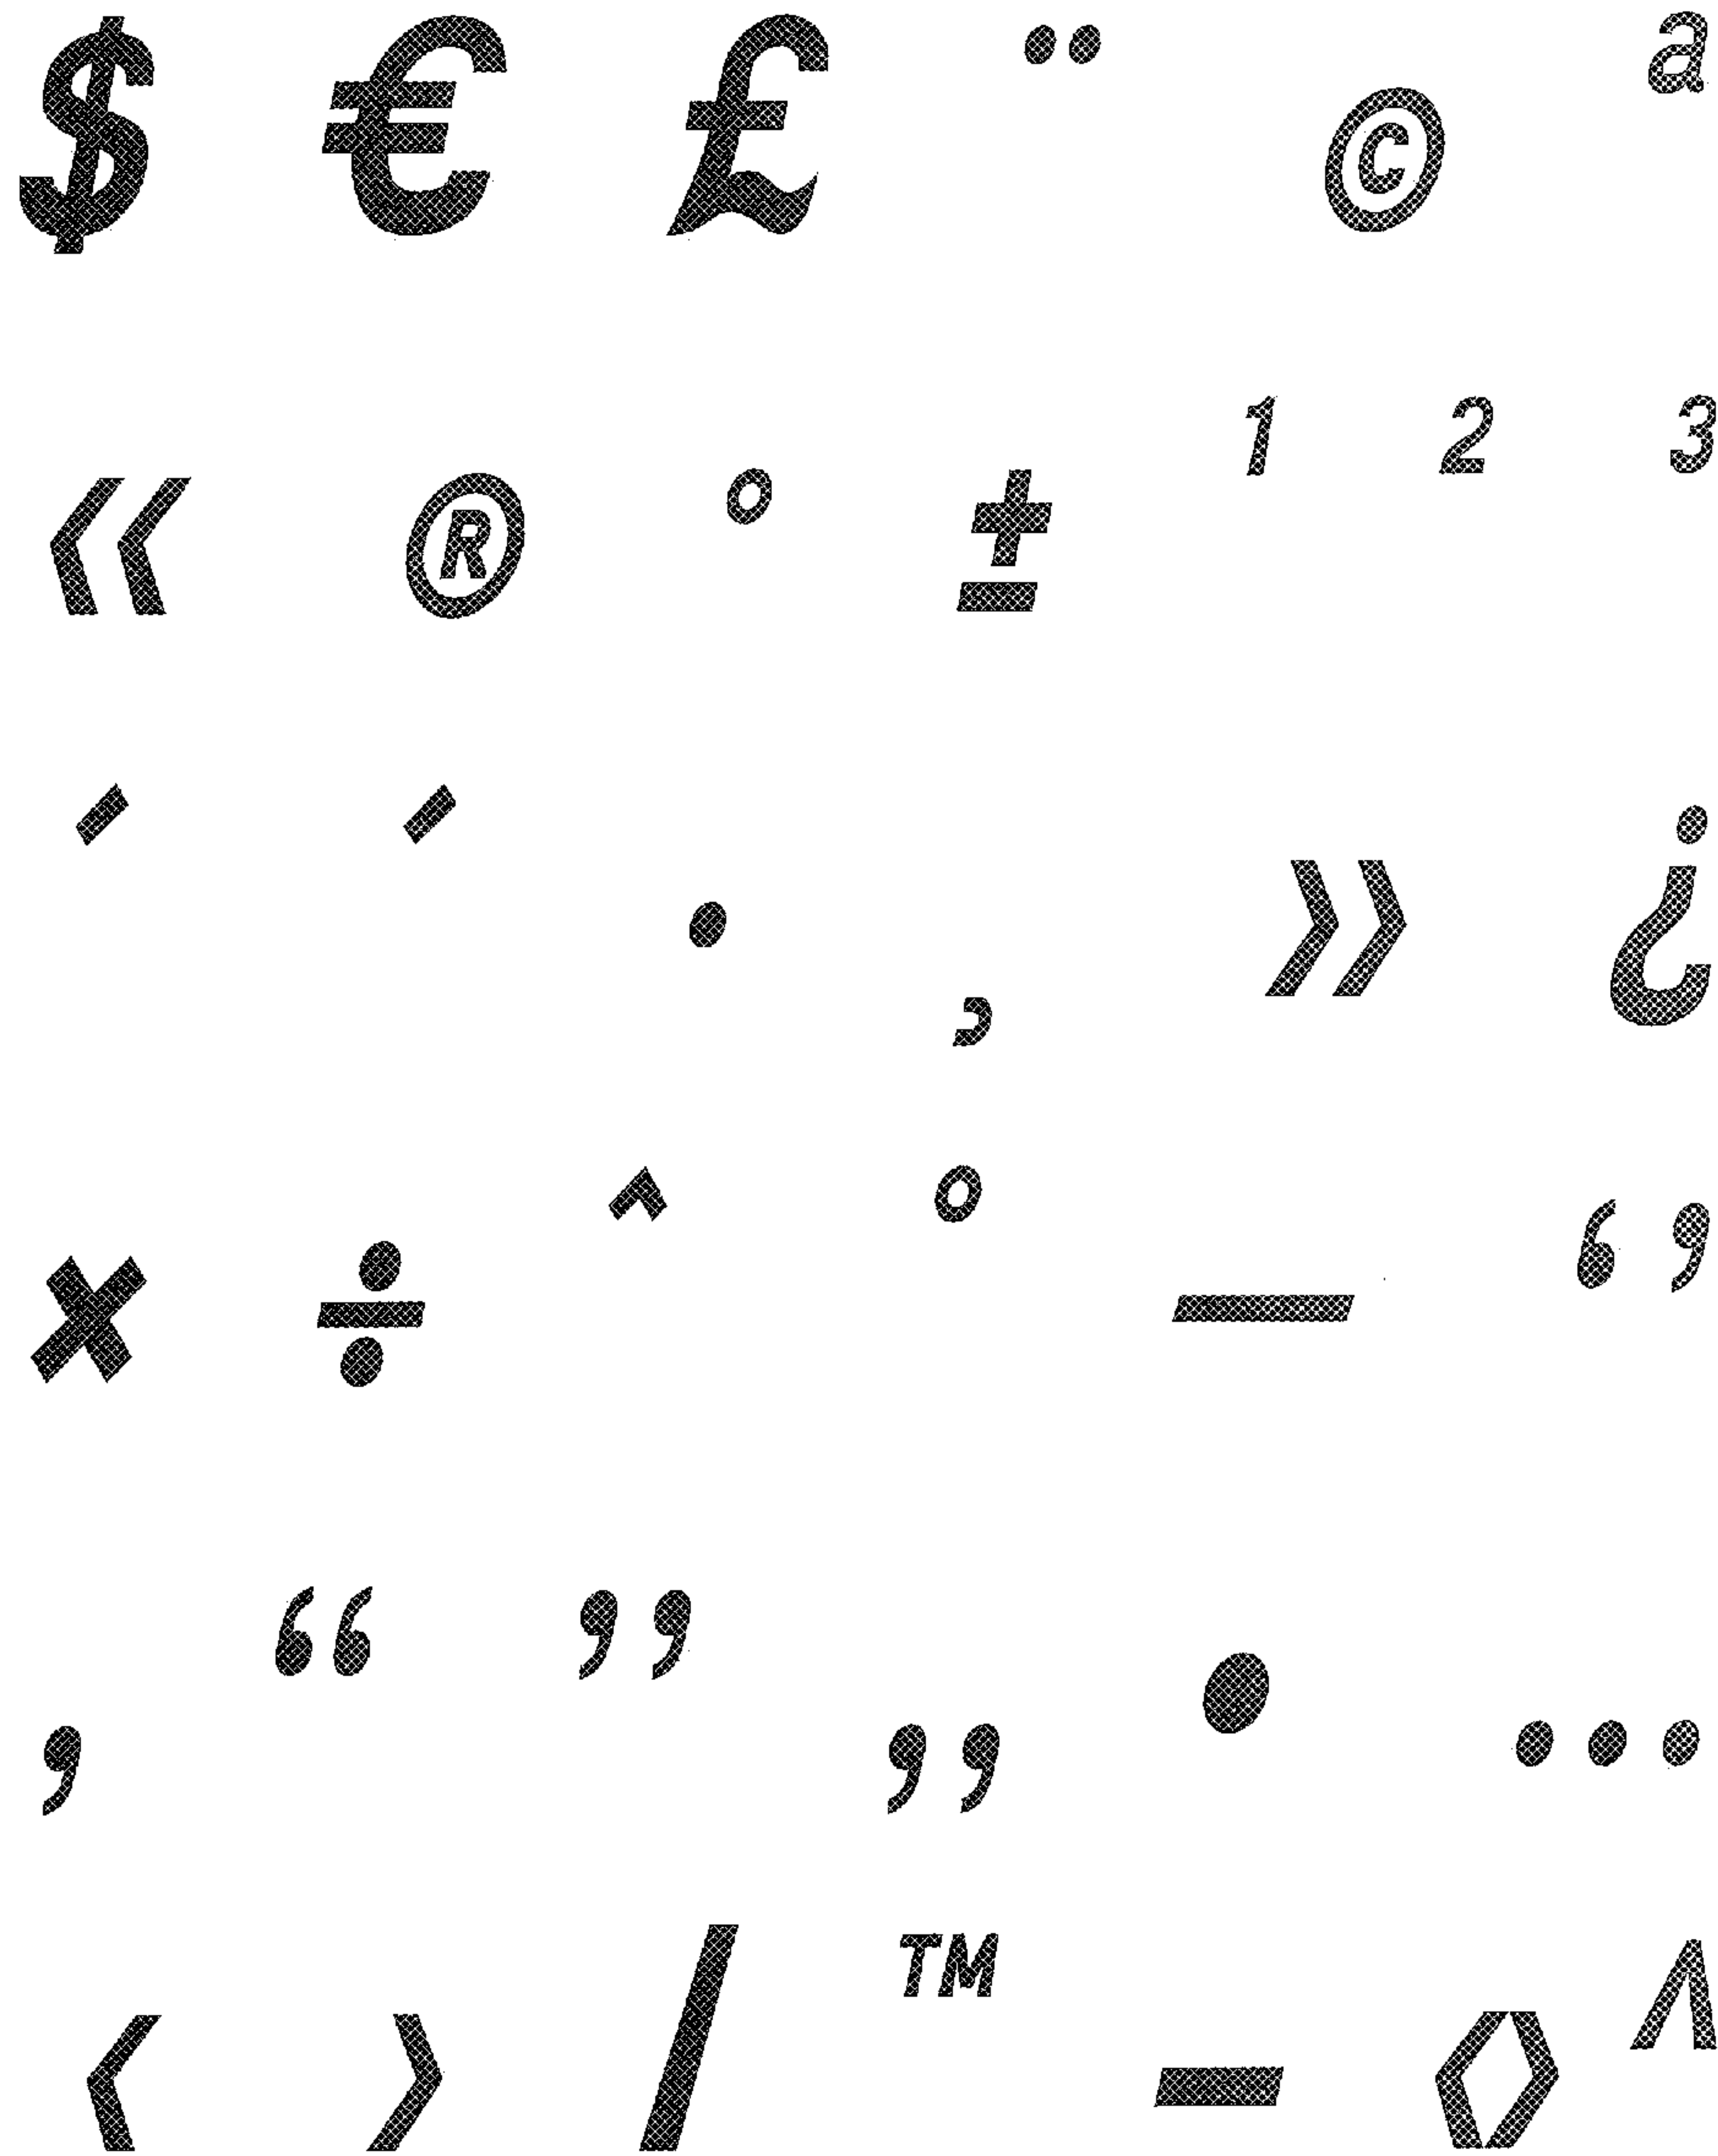 $ € £ ¨ © ª
« ® ° ± ¹ ² ³
´ ´ · ¸ » ¿
× ÷ ˆ ° – ‘ ’
‚ “ ” „ • …
‹ › / ™ - ◊ ^